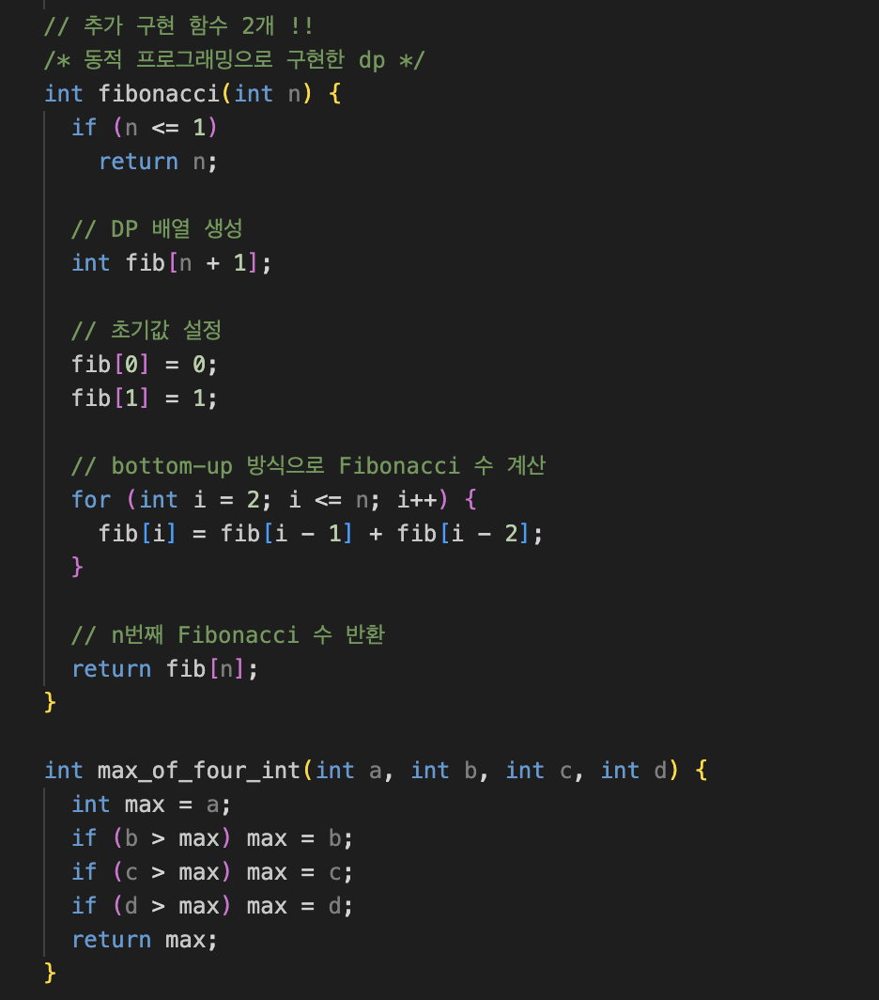 // 추가 구현 함수 2개 !!
/* 동적 프로그래밍으로 구현한 dp */
int fibonacci(int n) {
  if (n <= 1)
    return n;

  // DP 배열 생성
  int fib[n + 1];

  // 초기값 설정
  fib[0] = 0;
  fib[1] = 1;

  // bottom-up 방식으로 Fibonacci 수 계산
  for (int i = 2; i <= n; i++) {
    fib[i] = fib[i - 1] + fib[i - 2];
  }

  // n번째 Fibonacci 수 반환
  return fib[n];
}

int max_of_four_int(int a, int b, int c, int d) {
  int max = a;
  if (b > max) max = b;
  if (c > max) max = c;
  if (d > max) max = d;
  return max;
}